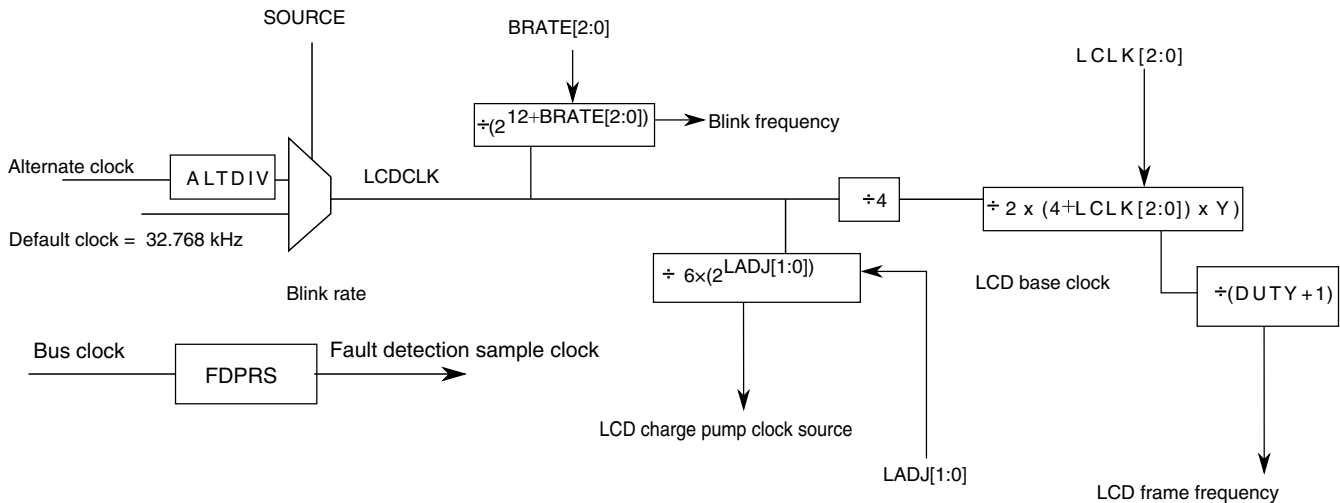 SOURCE
BRATE[2:0]
LCLK[2:0]
÷(2^12+BRATE[2:0])
Blink frequency
Alternate clock
ALTDIV
LCDCLK
÷4
÷ 2 x (4+LCLK[2:0]) x Y)
Default clock = 32.768 kHz
÷ 6×(2^LADJ[1:0])
LCD base clock
÷(DUTY+1)
Blink rate
Bus clock
FDPRS
Fault detection sample clock
LCD charge pump clock source
LADJ[1:0]
LCD frame frequency